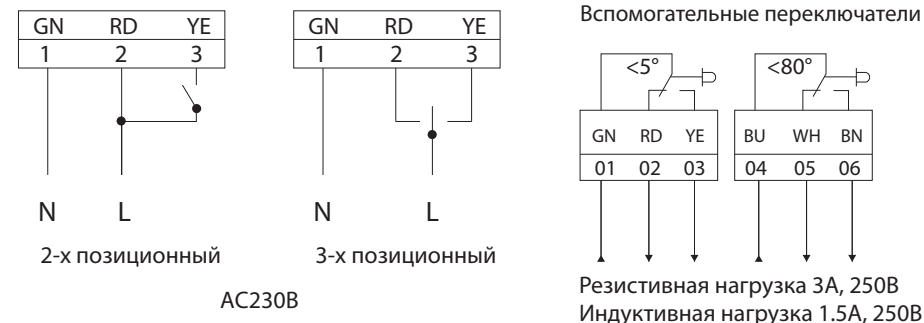 GN RD YE
1 2 3
N L
2-х позиционный
GN RD YE
1 2 3
N L
3-х позиционный
AC230В
Вспомогательные переключатели
<5°
GN RD YE
01 02 03
<80°
BU WH BN
04 05 06
Резистивная нагрузка 3А, 250В
Индуктивная нагрузка 1.5А, 250В